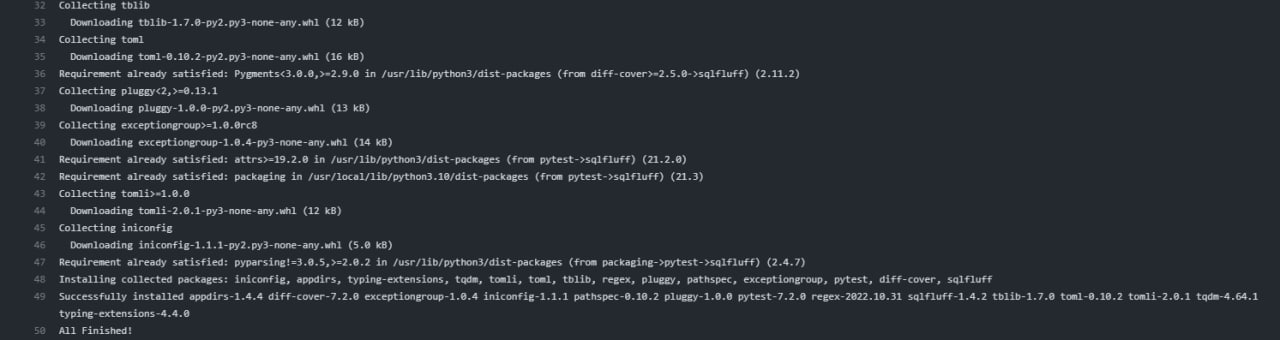 32 Collecting tblib
33 Downloading tblib-1.7.0-py2.py3-none-any.whl (12 kB)
34 Collecting toml
35 Downloading toml-0.10.2-py2.py3-none-any.whl (16 kB)
36 Requirement already satisfied: Pygments<3.0.0,>=2.9.0 in /usr/lib/python3/dist-packages (from diff-cover>=2.5.0->sqlfluff) (2.11.2)
37 Collecting pluggy<2,>=0.13.1
38 Downloading pluggy-1.0.0-py2.py3-none-any.whl (13 kB)
39 Collecting exceptiongroup>=1.0.0rc8
40 Downloading exceptiongroup-1.0.4-py3-none-any.whl (14 kB)
41 Requirement already satisfied: attrs>=19.2.0 in /usr/lib/python3/dist-packages (from pytest->sqlfluff) (21.2.0)
42 Requirement already satisfied: packaging in /usr/local/lib/python3.10/dist-packages (from pytest->sqlfluff) (21.3)
43 Collecting tomli>=1.0.0
44 Downloading tomli-2.0.1-py3-none-any.whl (12 kB)
45 Collecting iniconfig
46 Downloading iniconfig-1.1.1-py2.py3-none-any.whl (5.0 kB)
47 Requirement already satisfied: pyparsing!=3.0.5,>=2.0.2 in /usr/lib/python3/dist-packages (from packaging->pytest->sqlfluff) (2.4.7)
48 Installing collected packages: iniconfig, appdirs, typing-extensions, tqdm, tomli, toml, tblib, regex, pluggy, pathspec, exceptiongroup, pytest, diff-cover, sqlfluff
49 Successfully installed appdirs-1.4.4 diff-cover-7.2.0 exceptiongroup-1.0.4 iniconfig-1.1.1 pathspec-0.10.2 pluggy-1.0.0 pytest-7.2.0 regex-2022.10.31 sqlfluff-1.4.2 tblib-1.7.0 toml-0.10.2 tomli-2.0.1 tqdm-4.64.1
typing-extensions-4.4.0
50 All Finished!